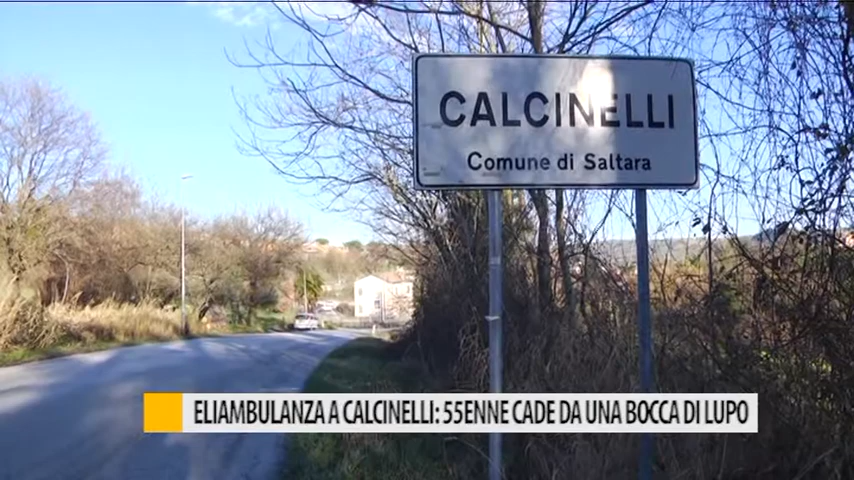 CALCINELLI
Comune di Saltara
ELIAMBULANZA A CALCINELLI: 55ENNE CADE DA UNA BOCCA DI LUPO